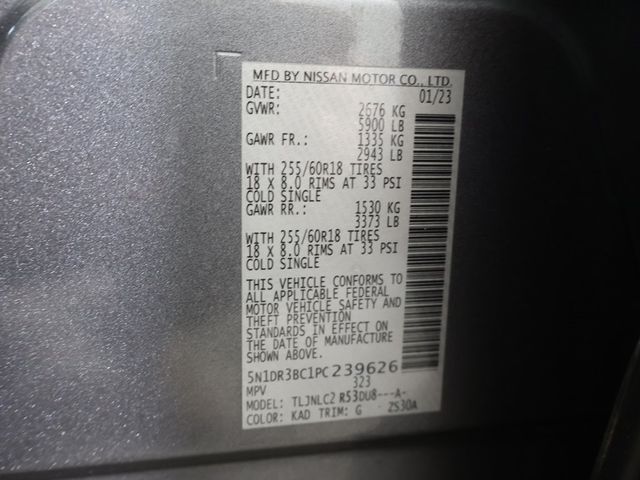 MFD BY NISSAN MOTOR CO., LTD.
DATE: 01/23
GVWR: 2676 KG
5900 LB
GAWR FR.: 1335 KG
2943 LB
WITH 255/60R18 TIRES
18 X 8.0 RIMS AT 33 PSI
COLD SINGLE
GAWR RR.: 1530 KG
3373 LB
WITH 255/60R18 TIRES
18 X 8.0 RIMS AT 33 PSI
COLD SINGLE
THIS VEHICLE CONFORMS TO
ALL APPLICABLE FEDERAL
MOTOR VEHICLE SAFETY AND
THEFT PREVENTION
STANDARDS IN EFFECT ON
THE DATE OF MANUFACTURE
SHOWN ABOVE.
5N1DR3BC1PC239626
MPV 323
MODEL: TLJNLC2 R53DU8---A-
COLOR: KAD TRIM: G ZS30A